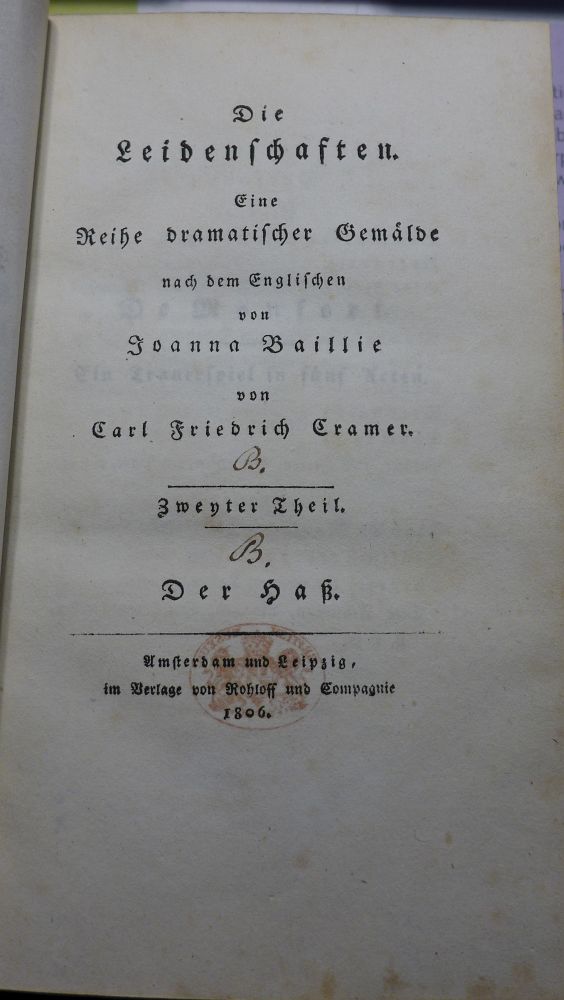 Die
Leidenſchaften.
Eine
Reihe dramatiſcher Gemälde
nach dem Engliſchen
von
Joanna Baillie
von
Carl Friedrich Cramer.
B.
Zweyter Theil.
B.
Der Haß.
Amſterdam und Leipzig,
im Verlage von Rohloff und Compagnie
1806.